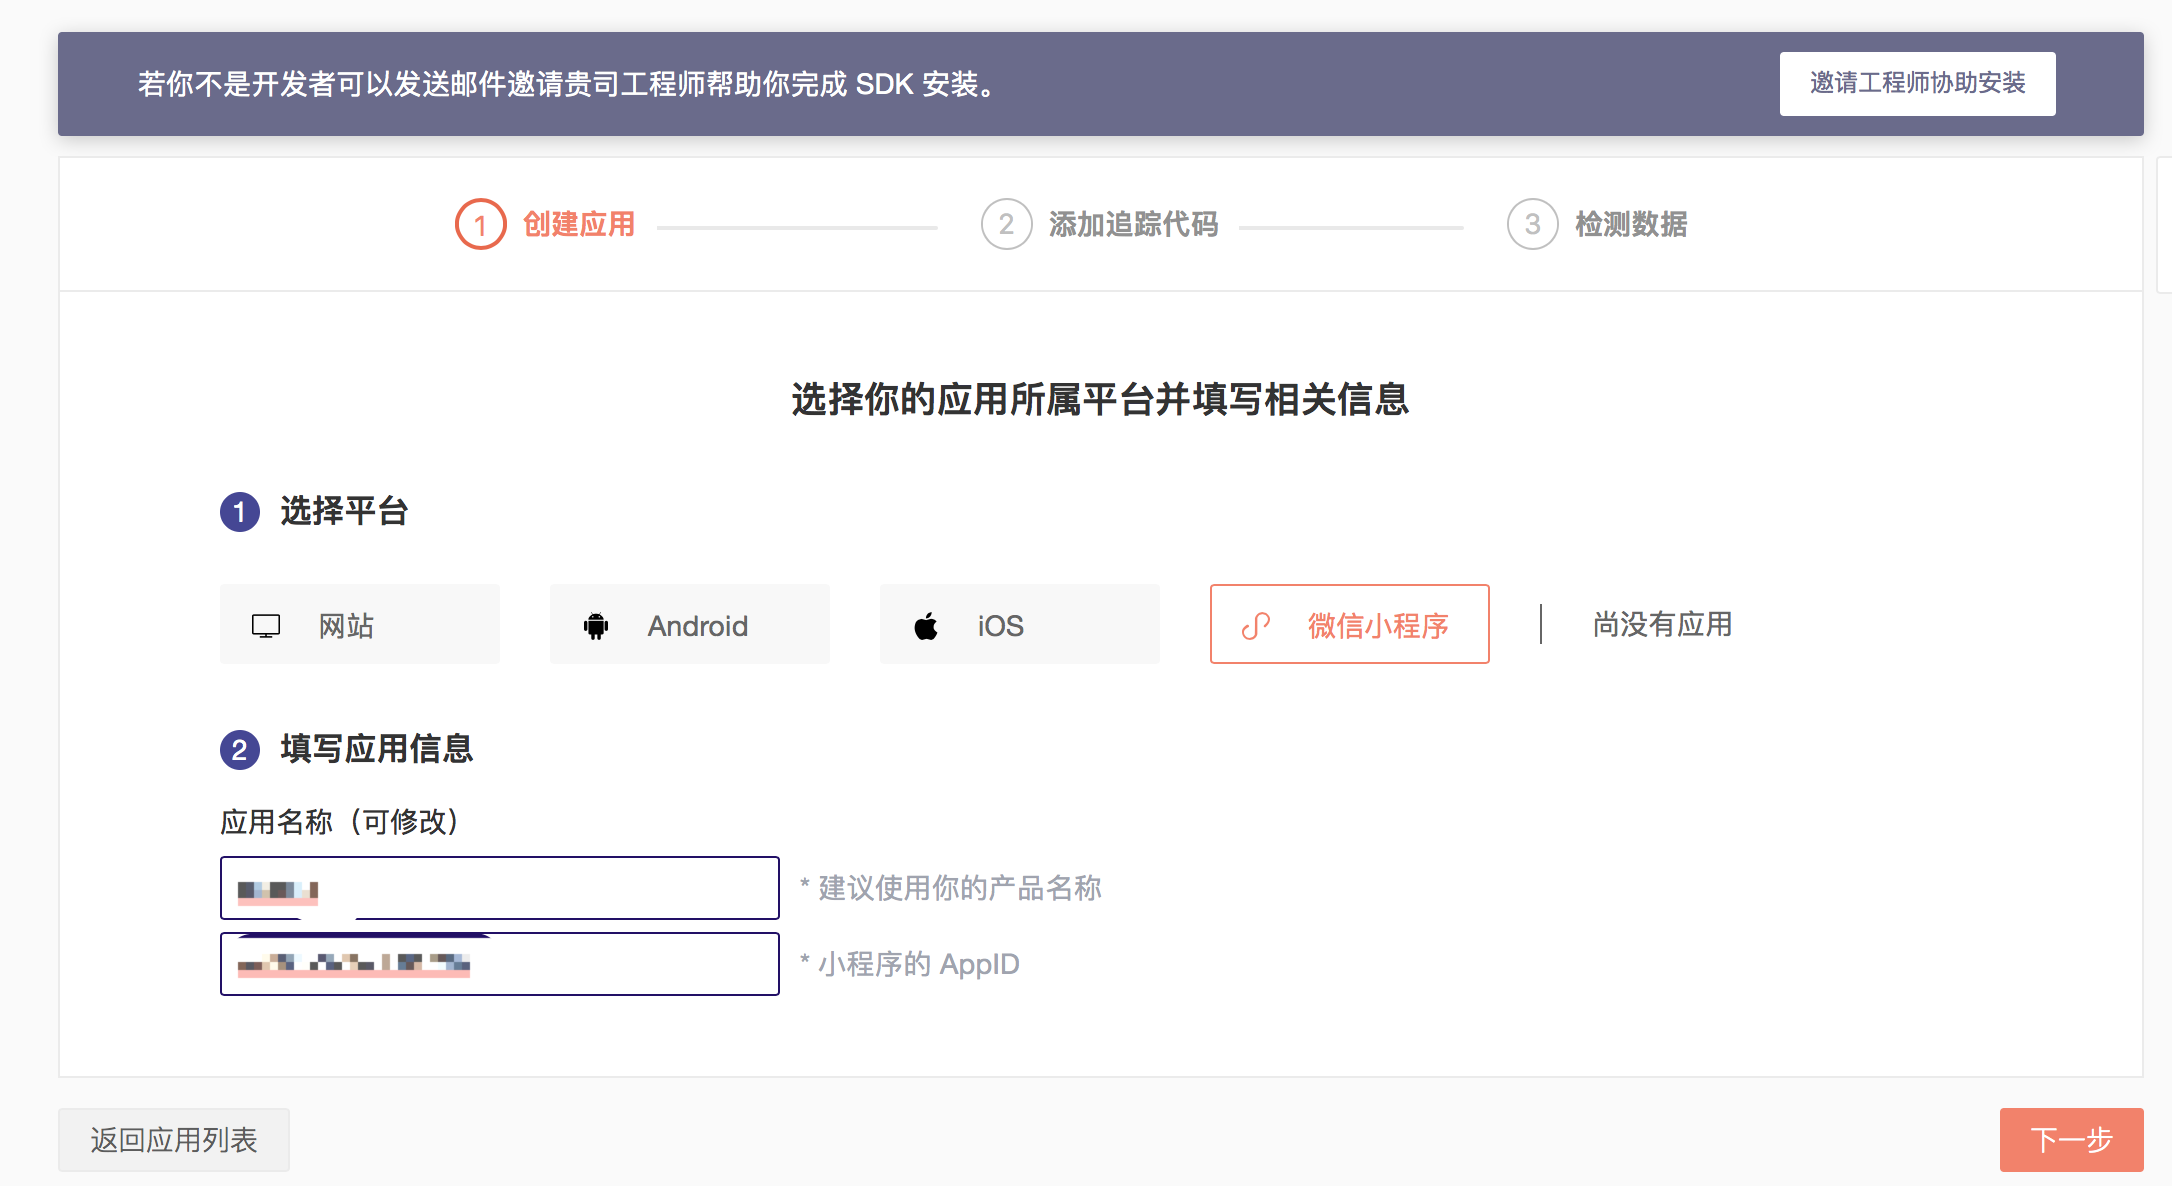 若你不是开发者可以发送邮件邀请贵司工程师帮助你完成 SDK 安装。
邀请工程师协助安装
1 创建应用
2 添加追踪代码
3 检测数据
选择你的应用所属平台并填写相关信息
1 选择平台
网站
Android
iOS
微信小程序
尚没有应用
2 填写应用信息
应用名称（可修改）
* 建议使用你的产品名称
* 小程序的 AppID
返回应用列表
下一步